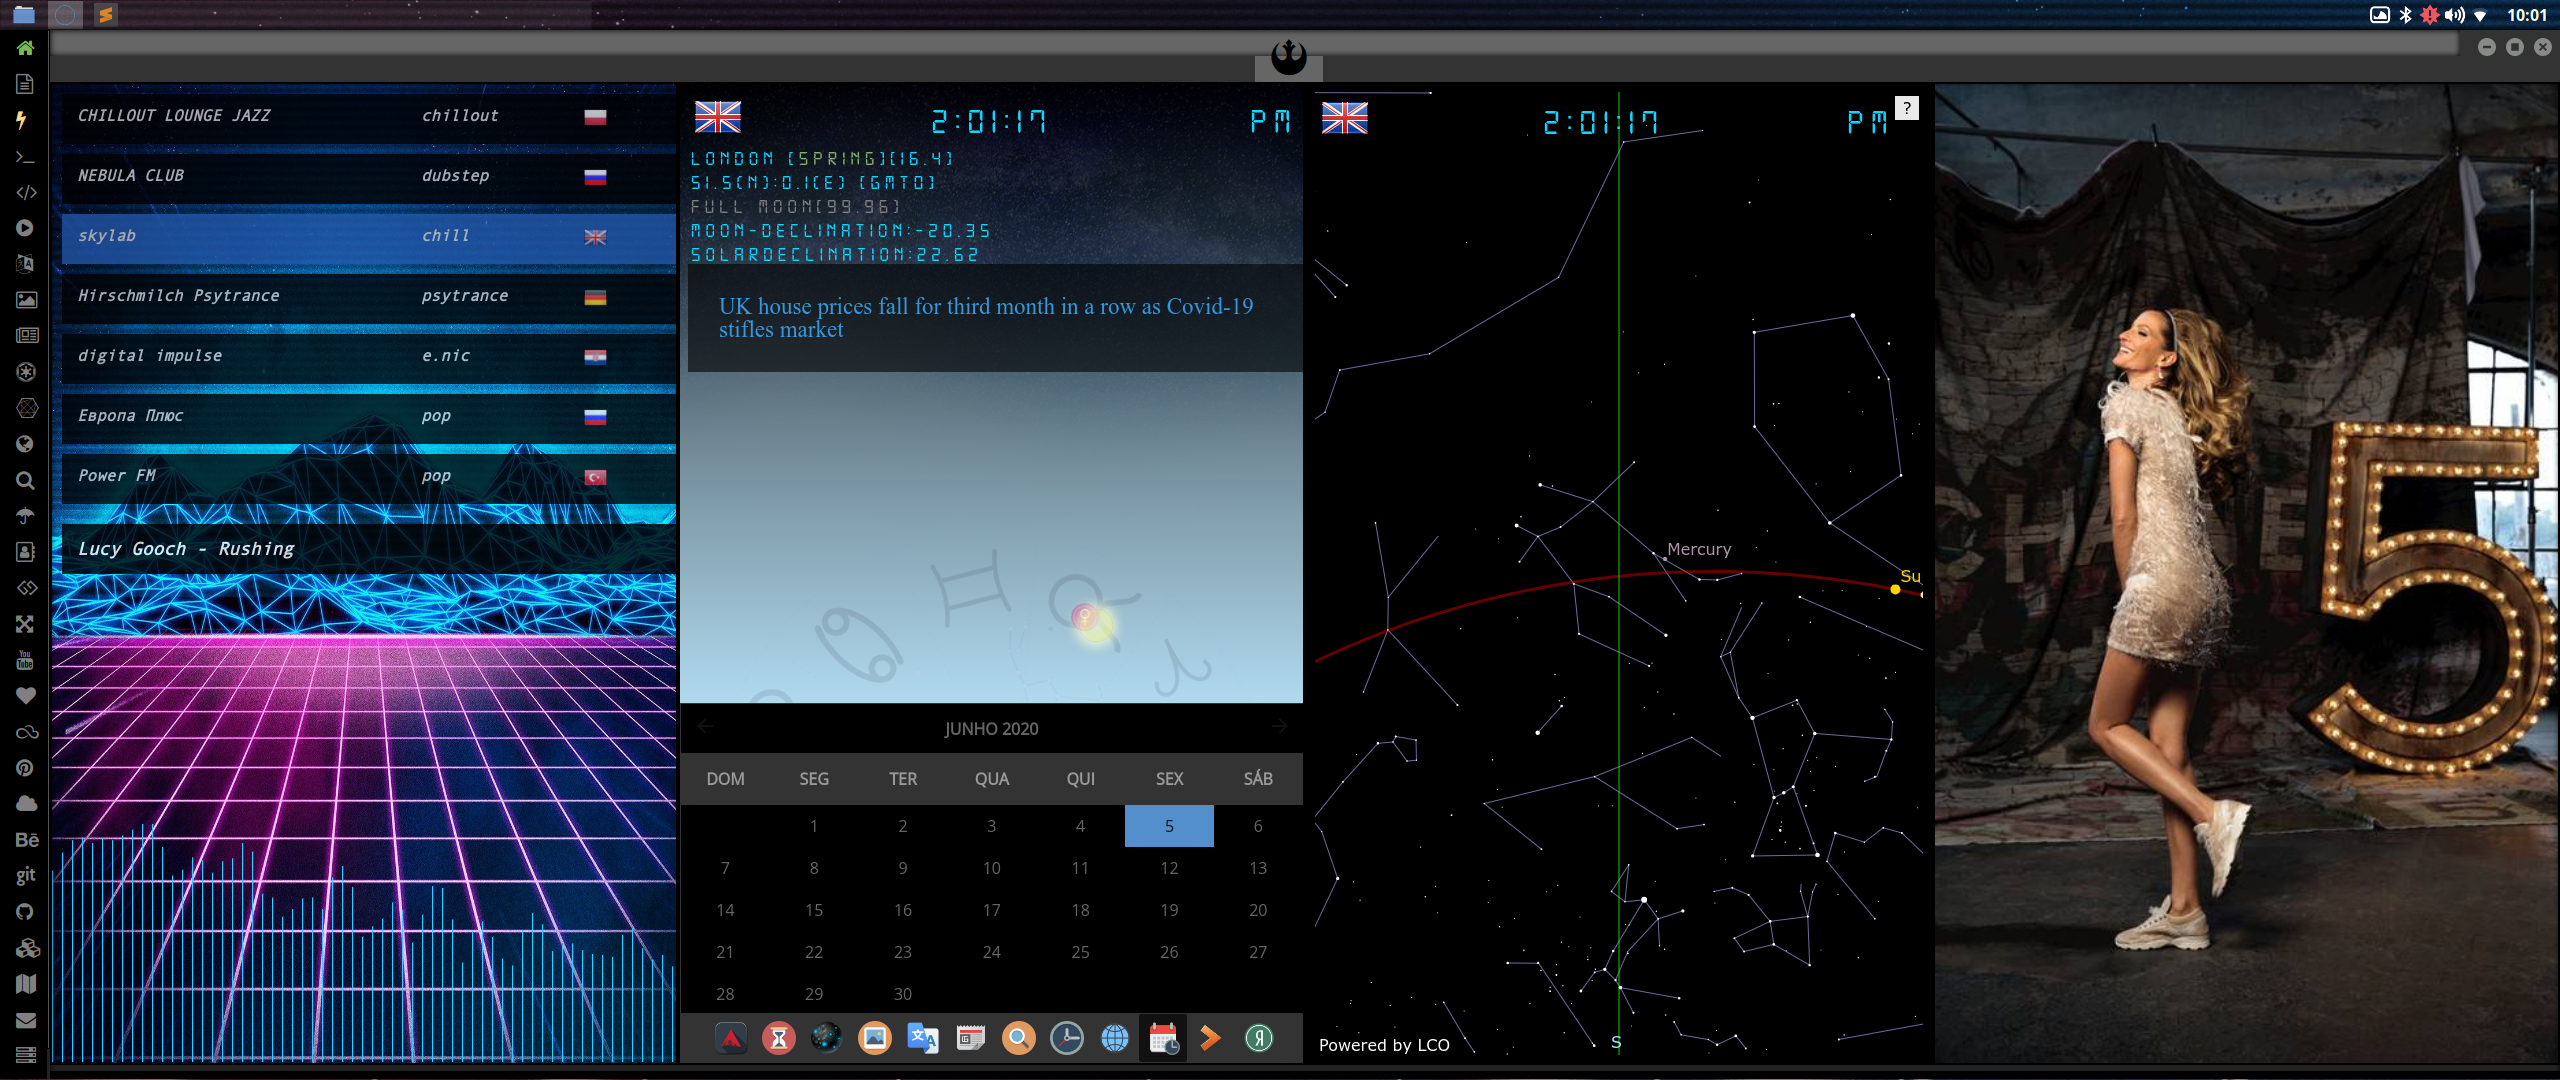 10:01
CHILLOUT LOUNGE JAZZ chillout
NEBULA CLUB dubstep
skylab chill
Hirschmilch Psytrance psytrance
digital impulse e.nic
Европа Плюс pop
Power FM pop
Lucy Gooch - Rushing
You
Tube
Bē
git
2:01:17 PM
LONDON [SPRING][16.4]
51.5(N):0.1(E) [GMT0]
FULL MOON[99.96]
MOON-DECLINATION:-20.35
SOLARDECLINATION:22.62
UK house prices fall for third month in a row as Covid-19
stifles market
JUNHO 2020
DOM SEG TER QUA QUI SEX SÁB
1 2 3 4 5 6
7 8 9 10 11 12 13
14 15 16 17 18 19 20
21 22 23 24 25 26 27
28 29 30
2:01:17 PM ?
Mercury
Su
S
Powered by LCO
5